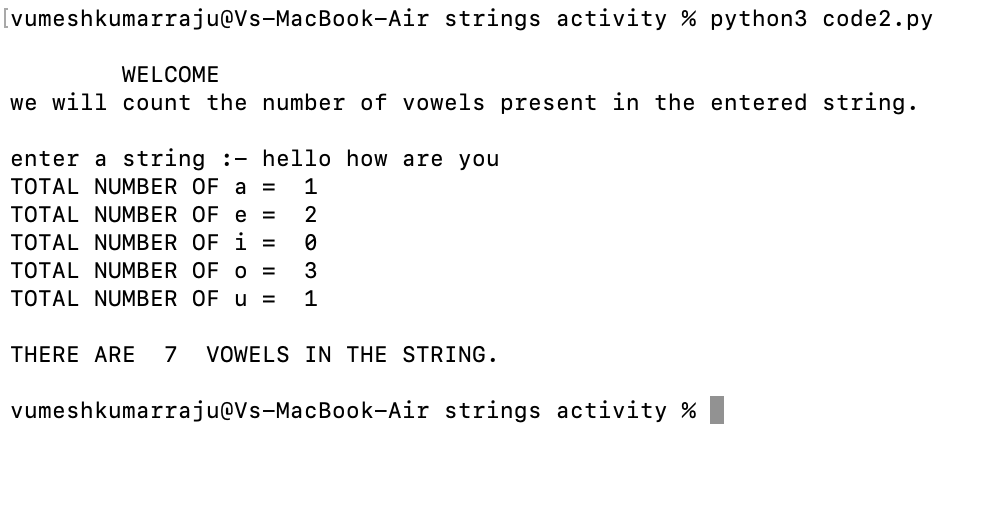 [vumeshkumarraju@Vs-MacBook-Air strings activity % python3 code2.py
WELCOME
we will count the number of vowels present in the entered string.
enter a string :- hello how are you
TOTAL NUMBER OF a =  1
TOTAL NUMBER OF e =  2
TOTAL NUMBER OF i =  0
TOTAL NUMBER OF o =  3
TOTAL NUMBER OF u =  1
THERE ARE  7  VOWELS IN THE STRING.
vumeshkumarraju@Vs-MacBook-Air strings activity %